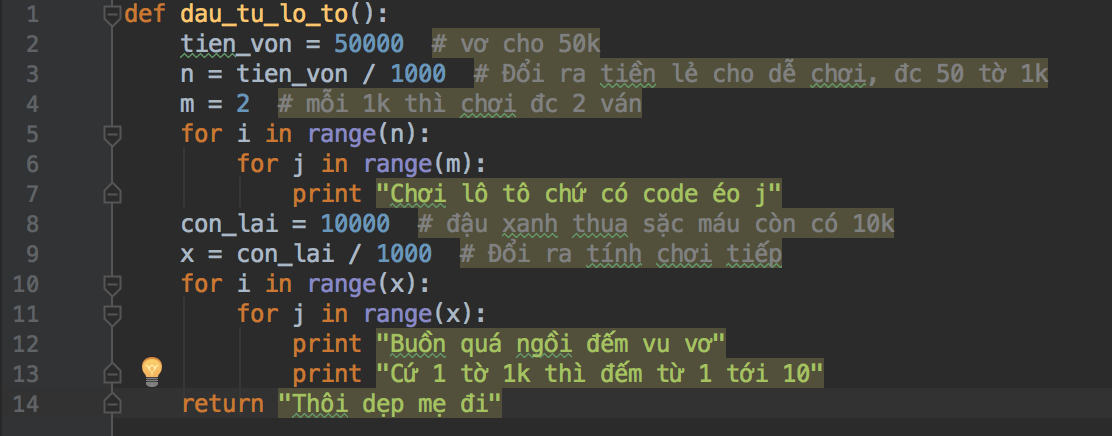 1 def dau_tu_lo_to():
2 tien_von = 50000 # vơ cho 50k
3 n = tien_von / 1000 # Đổi ra tiền lẻ cho dễ chơi, đc 50 tờ 1k
4 m = 2 # mỗi 1k thì chơi đc 2 ván
5 for i in range(n):
6 for j in range(m):
7 print "Chơi lô tô chứ có code éo j"
8 con_lai = 10000 # đậu xanh thua sặc máu còn có 10k
9 x = con_lai / 1000 # Đổi ra tính chơi tiếp
10 for i in range(x):
11 for j in range(x):
12 print "Buồn quá ngồi đếm vu vơ"
13 print "Cứ 1 tờ 1k thì đếm từ 1 tới 10"
14 return "Thôi dẹp mẹ đi"